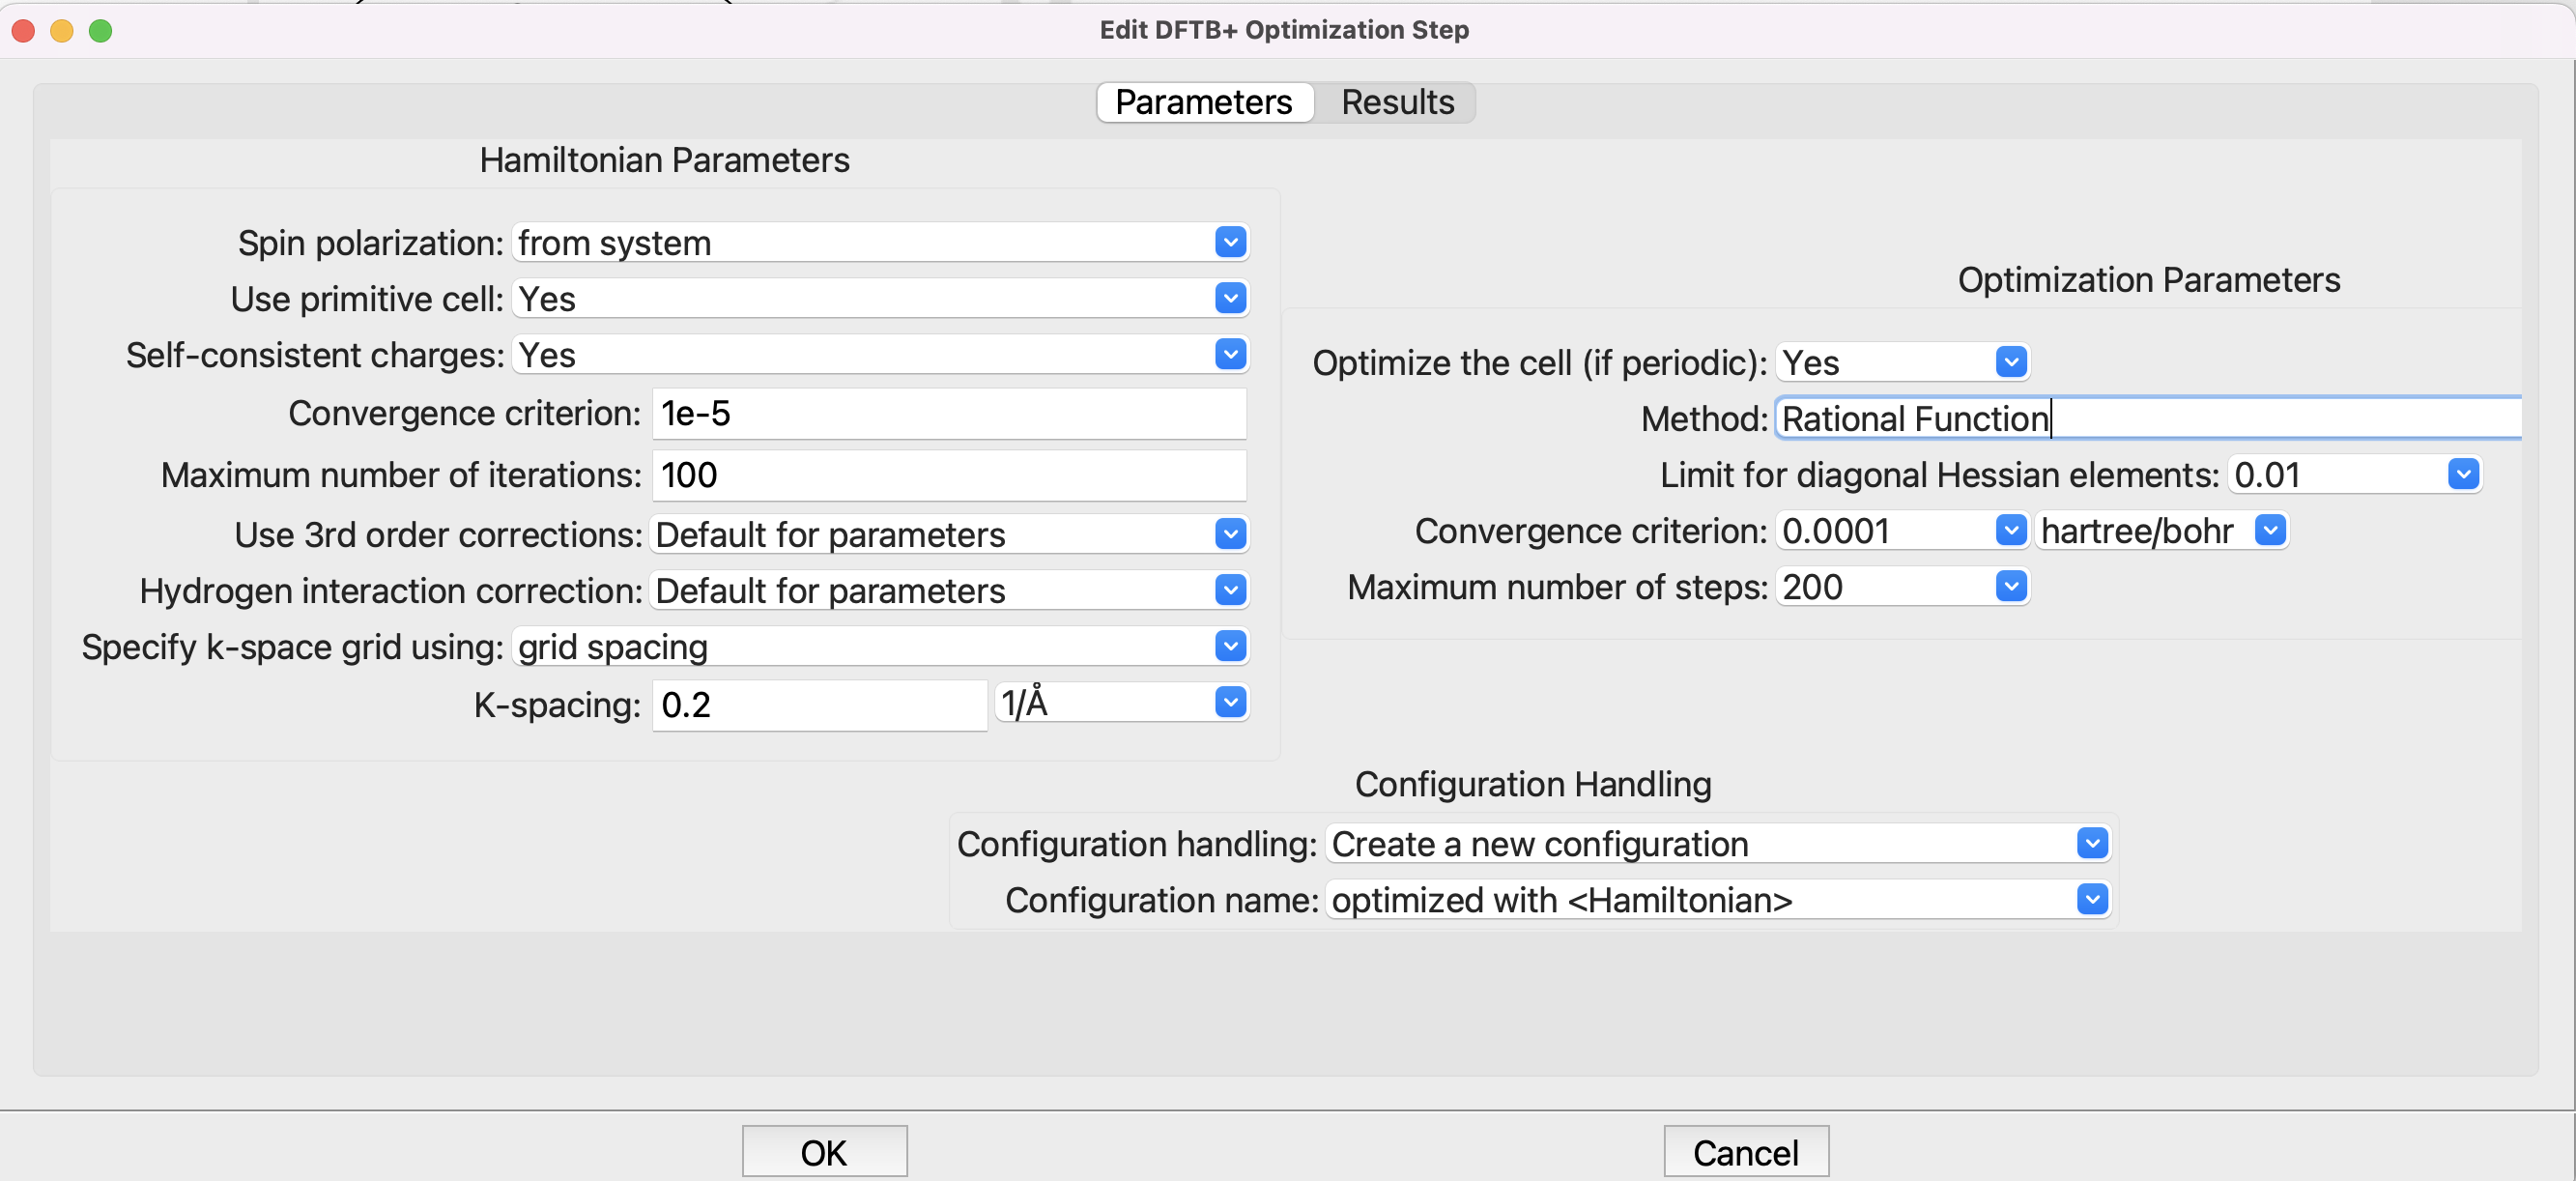 Edit DFTB+ Optimization Step
Parameters Results
Hamiltonian Parameters
Spin polarization: from system
Use primitive cell: Yes
Self-consistent charges: Yes
Convergence criterion: 1e-5
Maximum number of iterations: 100
Use 3rd order corrections: Default for parameters
Hydrogen interaction correction: Default for parameters
Specify k-space grid using: grid spacing
K-spacing: 0.2 1/Å
Optimization Parameters
Optimize the cell (if periodic): Yes
Method: Rational Function
Limit for diagonal Hessian elements: 0.01
Convergence criterion: 0.0001 hartree/bohr
Maximum number of steps: 200
Configuration Handling
Configuration handling: Create a new configuration
Configuration name: optimized with <Hamiltonian>
OK Cancel